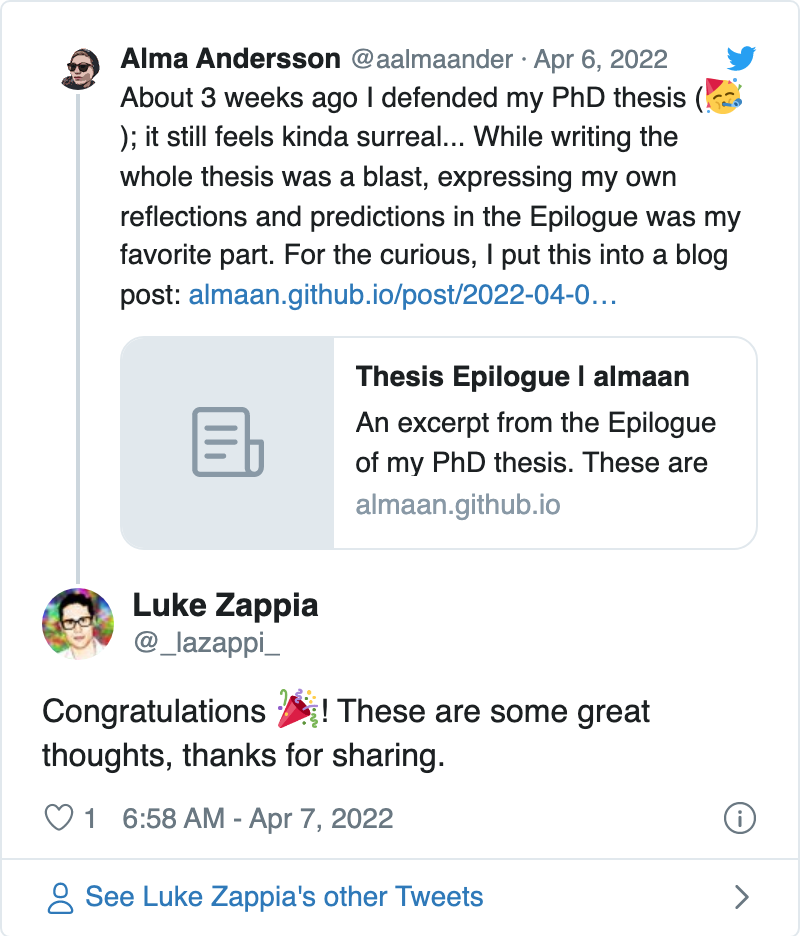 Alma Andersson @aalmaander · Apr 6, 2022
About 3 weeks ago I defended my PhD thesis (🥳
); it still feels kinda surreal... While writing the
whole thesis was a blast, expressing my own
reflections and predictions in the Epilogue was my
favorite part. For the curious, I put this into a blog
post: almaan.github.io/post/2022-04-0…
Thesis Epilogue | almaan
An excerpt from the Epilogue
of my PhD thesis. These are
almaan.github.io
Luke Zappia
@_lazappi_
Congratulations 🎉! These are some great
thoughts, thanks for sharing.
1 6:58 AM - Apr 7, 2022
See Luke Zappia's other Tweets